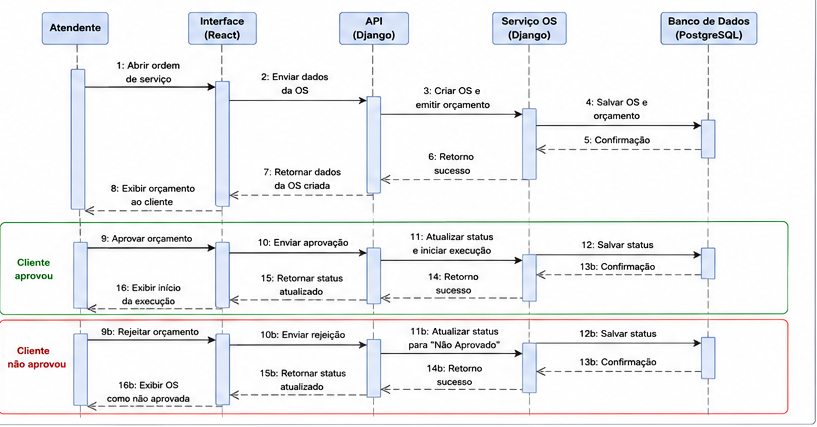 Atendente
Interface
(React)
API
(Django)
Serviço OS
(Django)
Banco de Dados
(PostgreSQL)
1: Abrir ordem
de serviço
2: Enviar dados
da OS
3: Criar OS e
emitir orçamento
4: Salvar OS e
orçamento
5: Confirmação
6: Retorno
sucesso
7: Retornar dados
da OS criada
8: Exibir orçamento
ao cliente
Cliente
aprovou
9: Aprovar orçamento
10: Enviar aprovação
11: Atualizar status
e iniciar execução
12: Salvar status
13b: Confirmação
14: Retorno
sucesso
15: Retornar status
atualizado
16: Exibir início
da execução
Cliente
não aprovou
9b: Rejeitar orçamento
10b: Enviar rejeição
11b: Atualizar status
para "Não Aprovado"
12b: Salvar status
13b: Confirmação
14b: Retorno
sucesso
15b: Retornar status
atualizado
16b: Exibir OS
como não aprovada